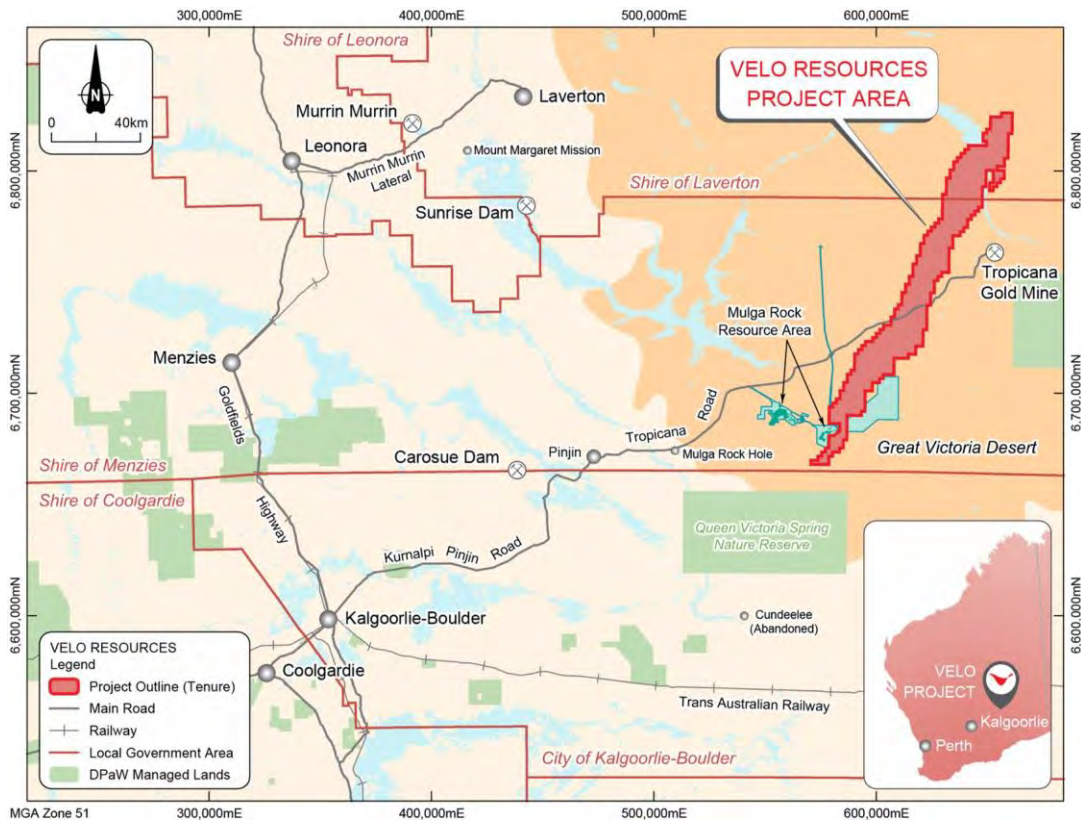 300,000mE
400,000mE
500,000mE
600,000mE
Shire of Leonora
VELO RESOURCES
PROJECT AREA
N
0 40km
Laverton
Murrin Murrin
Leonora
Mount Margaret Mission
Murrin Murrin
Lateral
6,800,000mN
6,800,000mN
Shire of Laverton
Sunrise Dam
Tropicana
Gold Mine
Mulga Rock
Resource Area
Menzies
6,700,000mN
6,700,000mN
Goldfields
Highway
Tropicana
Road
Pinjin
Mulga Rock Hole
Great Victoria Desert
Carosue Dam
Shire of Menzies
Shire of Coolgardie
Queen Victoria Spring
Nature Reserve
Kurnalpi Pinjin Road
6,600,000mN
6,600,000mN
Kalgoorlie-Boulder
Cundeelee
(Abandoned)
Coolgardie
Trans Australian Railway
City of Kalgoorlie-Boulder
VELO RESOURCES
Legend
Project Outline (Tenure)
Main Road
Railway
Local Government Area
DPaW Managed Lands
VELO
PROJECT
Kalgoorlie
Perth
MGA Zone 51
300,000mE
400,000mE
500,000mE
600,000mE